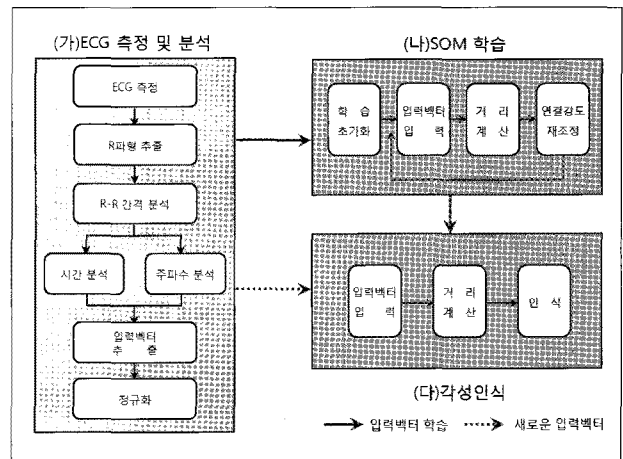 (가)ECG 측정 및 분석
ECG 측정
R파형 추출
R-R 간격 분석
시간 분석
주파수 분석
입력벡터
추 출
정규화
(나)SOM 학습
학 습
초기화
입력벡터
입 력
거 리
계 산
연결강도
재조정
입력벡터
입 력
거 리
계 산
인 식
(다)각성인식
입력벡터 학습
새로운 입력벡터